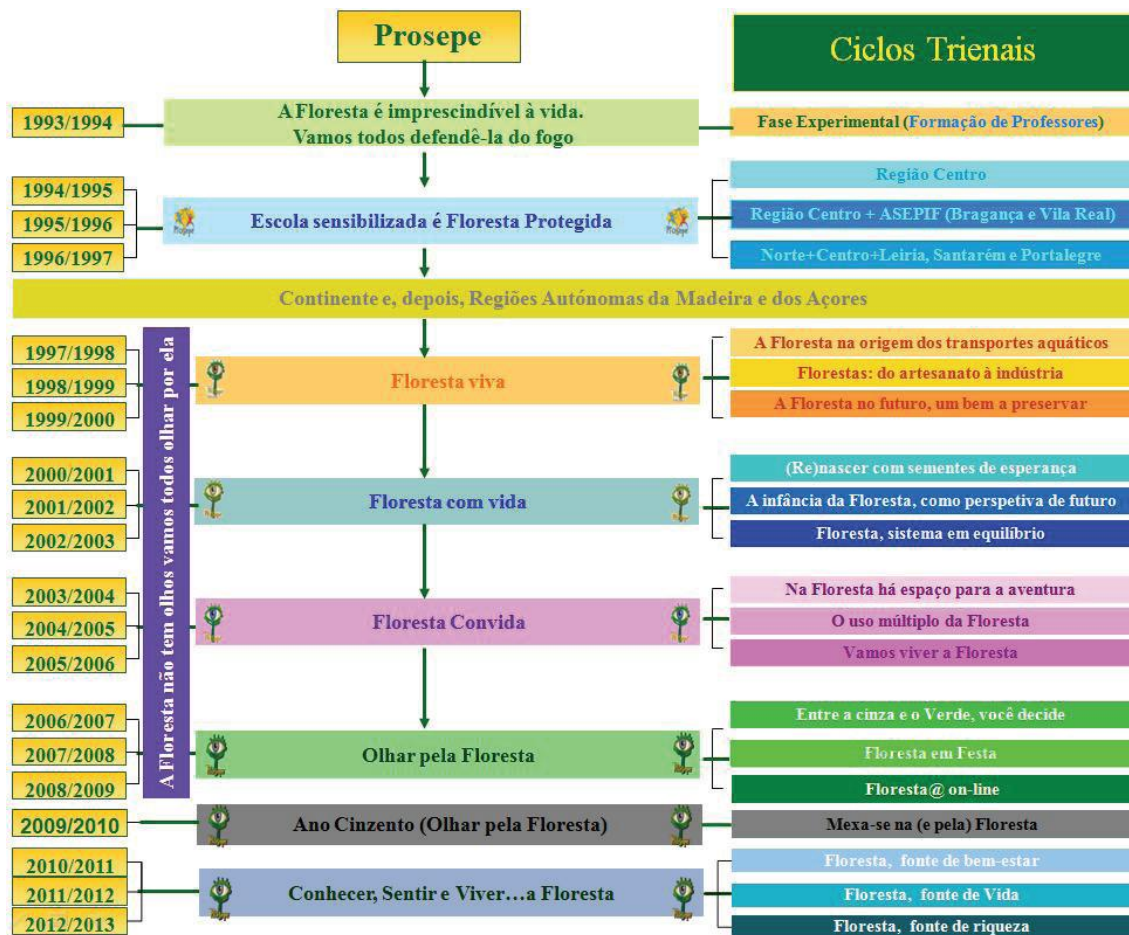 Prosepe
Ciclos Trienais
1993/1994
A Floresta é imprescindível à vida.
Vamos todos defendê-la do fogo
Fase Experimental (Formação de Professores)
1994/1995
1995/1996
1996/1997
Escola sensibilizada é Floresta Protegida
Região Centro
Região Centro + ASEPIF (Bragança e Vila Real)
Norte+Centro+Leiria, Santarém e Portalegre
Continente e, depois, Regiões Autónomas da Madeira e dos Açores
A Floresta não tem olhos vamos todos olhar por ela
1997/1998
1998/1999
1999/2000
Floresta viva
A Floresta na origem dos transportes aquáticos
Florestas: do artesanato à indústria
A Floresta no futuro, um bem a preservar
2000/2001
2001/2002
2002/2003
Floresta com vida
(Re)nascer com sementes de esperança
A infância da Floresta, como perspetiva de futuro
Floresta, sistema em equilíbrio
2003/2004
2004/2005
2005/2006
Floresta Convida
Na Floresta há espaço para a aventura
O uso múltiplo da Floresta
Vamos viver a Floresta
2006/2007
2007/2008
2008/2009
Olhar pela Floresta
Entre a cinza e o Verde, você decide
Floresta em Festa
Floresta@ on-line
2009/2010
Ano Cinzento (Olhar pela Floresta)
Mexa-se na (e pela) Floresta
2010/2011
2011/2012
2012/2013
Conhecer, Sentir e Viver…a Floresta
Floresta, fonte de bem-estar
Floresta, fonte de Vida
Floresta, fonte de riqueza